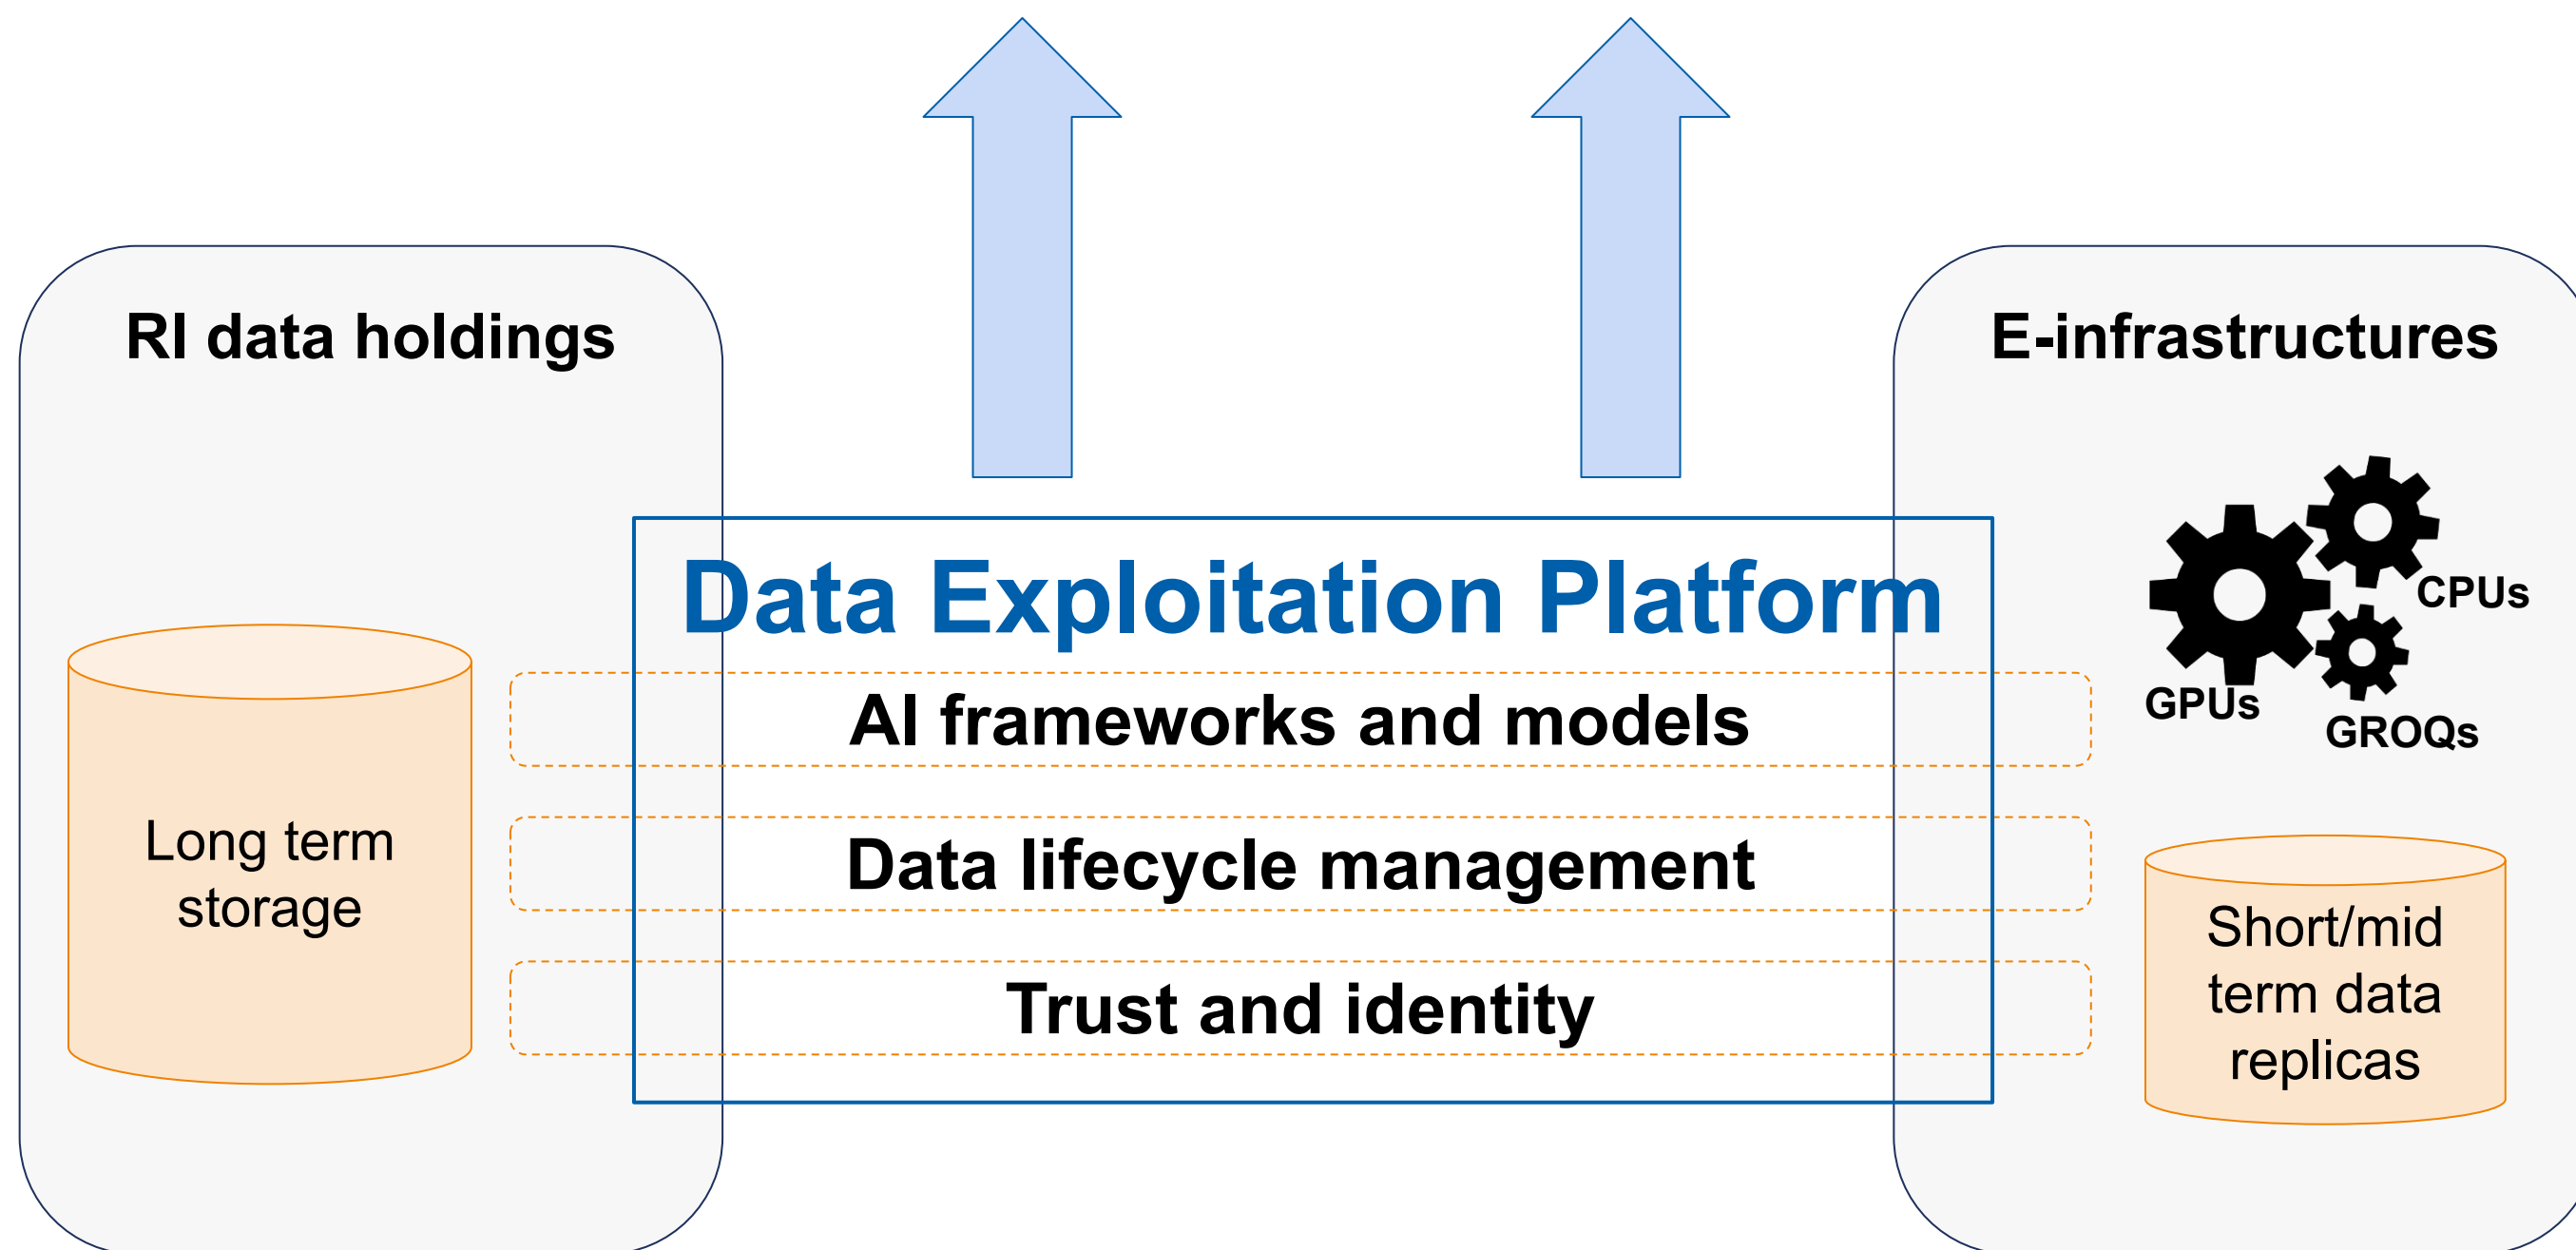 RI data holdings
Long term
storage
Data Exploitation Platform
AI frameworks and models
Data lifecycle management
Trust and identity
E-infrastructures
CPUs
GPUs
GROQs
Short/mid
term data
replicas